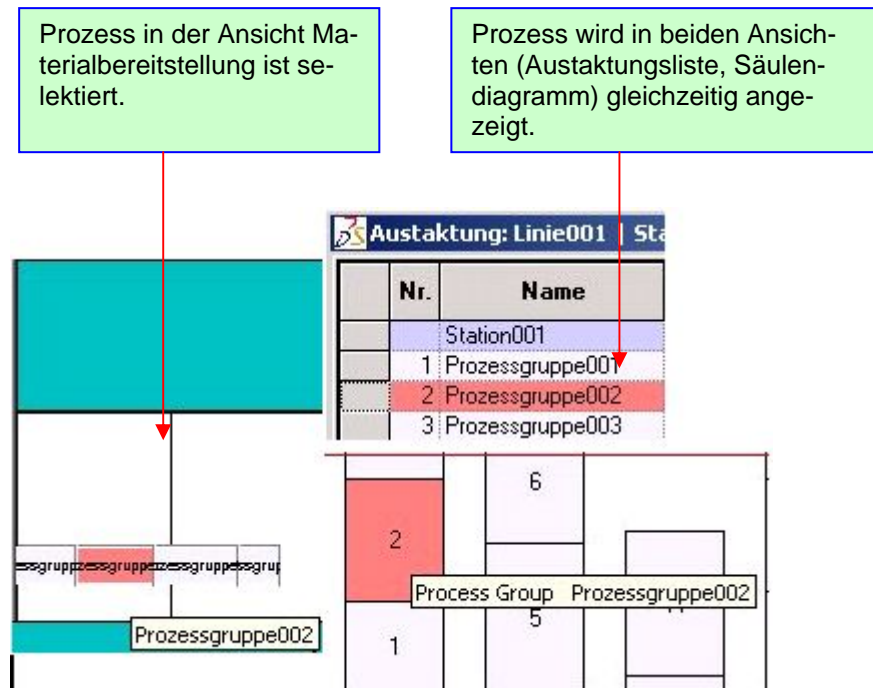 Prozess in der Ansicht Ma-
terialbereitstellung ist se-
lektiert.
Prozess wird in beiden Ansich-
ten (Austaktungsliste, Säulen-
diagramm) gleichzeitig ange-
zeigt.
Austaktung: Linie001 | Sta
Nr. Name
Station001
1 Prozessgruppe001
2 Prozessgruppe002
3 Prozessgruppe003
6
2
Process Group Prozessgruppe002
5
1
Prozessgruppe002